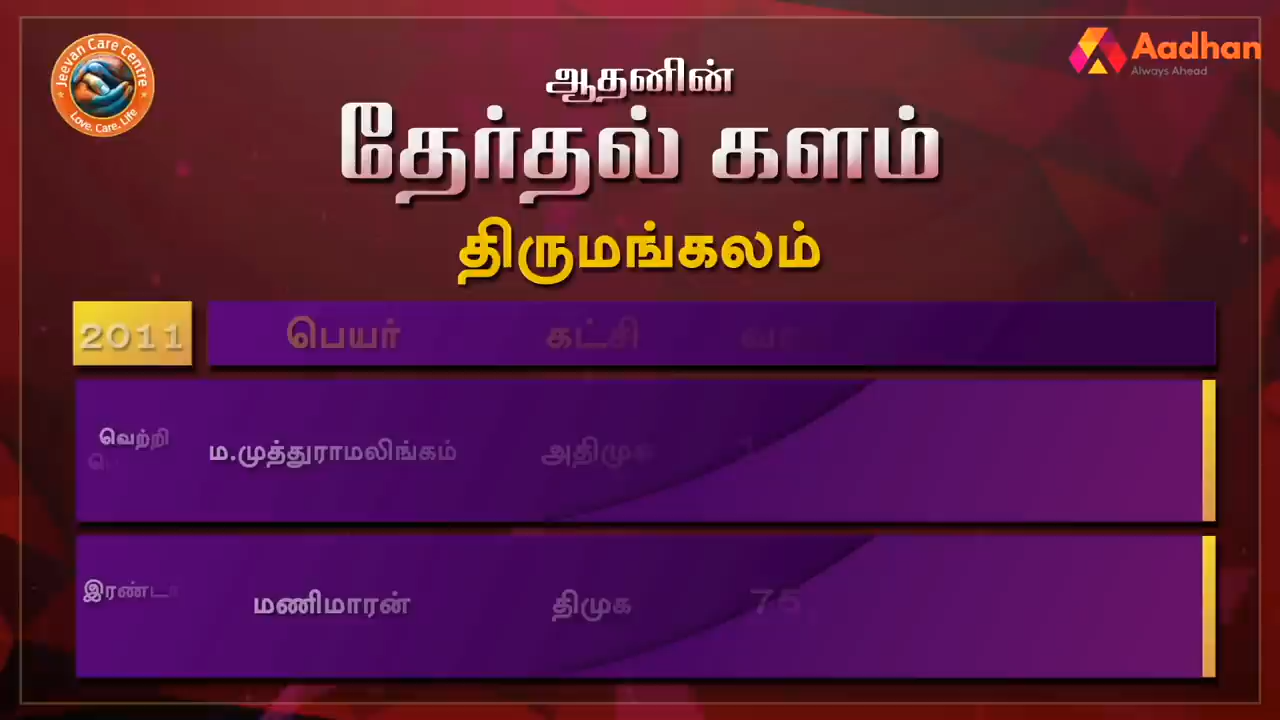 Jeevan Care Centre
Love, Care, Life
Aadhan
Always Ahead
ஆதனின்
தேர்தல் களம்
திருமங்கலம்
2011 பெயர் கட்சி
வெற்றி
ம.முத்துராமலிங்கம் அதிமுக
மணிமாரன் திமுக